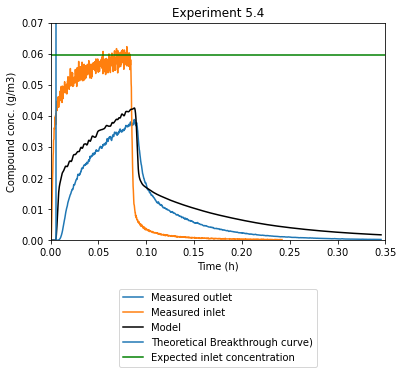 Experiment 5.4
Compound conc. (g/m3)
0.07
0.06
0.05
0.04
0.03
0.02
0.01
0.00
0.00 0.05 0.10 0.15 0.20 0.25 0.30 0.35
Time (h)
Measured outlet
Measured inlet
Model
Theoretical Breakthrough curve)
Expected inlet concentration